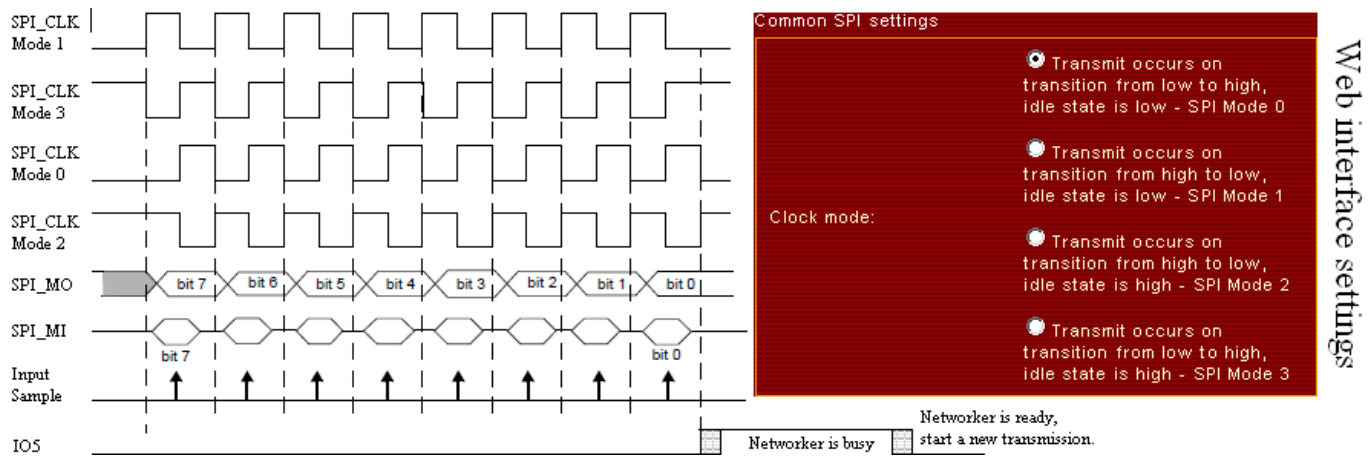 SPI_CLK
Mode 1
SPI_CLK
Mode 3
SPI_CLK
Mode 0
SPI_CLK
Mode 2
SPI_MO
bit 7 bit 6 bit 5 bit 4 bit 3 bit 2 bit 1 bit 0
SPI_MI
bit 7 bit 0
Input
Sample
IO5
Networker is busy
Networker is ready,
start a new transmission.
Common SPI settings
Clock mode:
Transmit occurs on
transition from low to high,
idle state is low - SPI Mode 0
Transmit occurs on
transition from high to low,
idle state is low - SPI Mode 1
Transmit occurs on
transition from high to low,
idle state is high - SPI Mode 2
Transmit occurs on
transition from low to high,
idle state is high - SPI Mode 3
Web interface settings